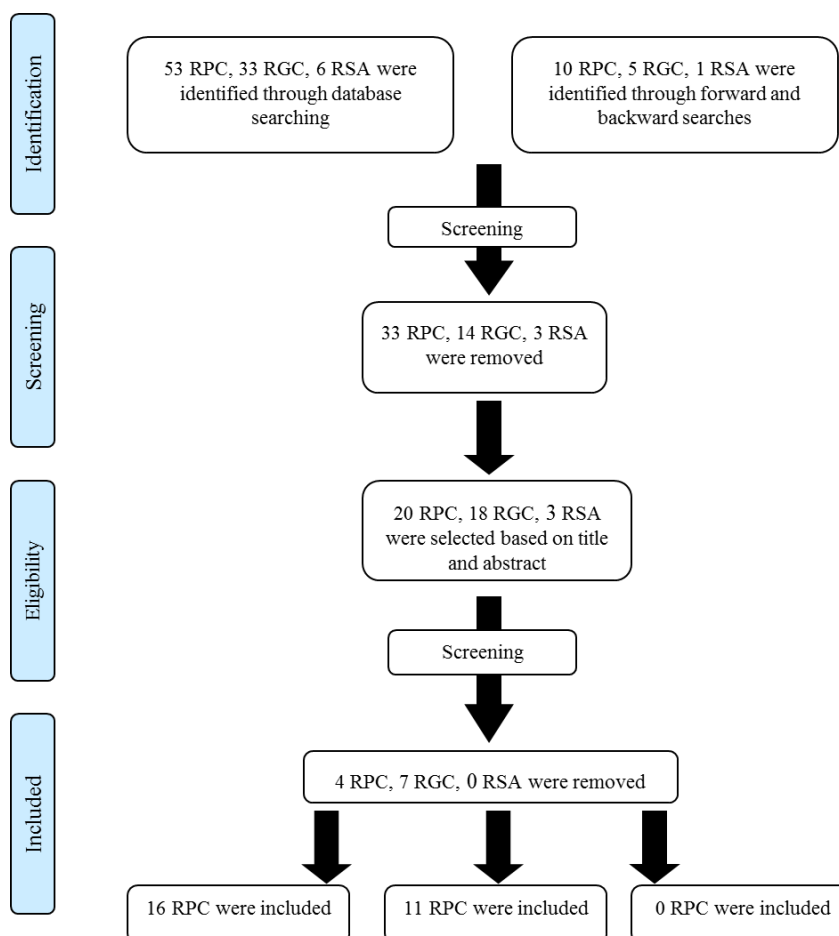 Identification
53 RPC, 33 RGC, 6 RSA were
identified through database
searching
10 RPC, 5 RGC, 1 RSA were
identified through forward and
backward searches
Screening
Screening
33 RPC, 14 RGC, 3 RSA
were removed
Eligibility
20 RPC, 18 RGC, 3 RSA
were selected based on title
and abstract
Screening
Included
4 RPC, 7 RGC, 0 RSA were removed
16 RPC were included
11 RPC were included
0 RPC were included